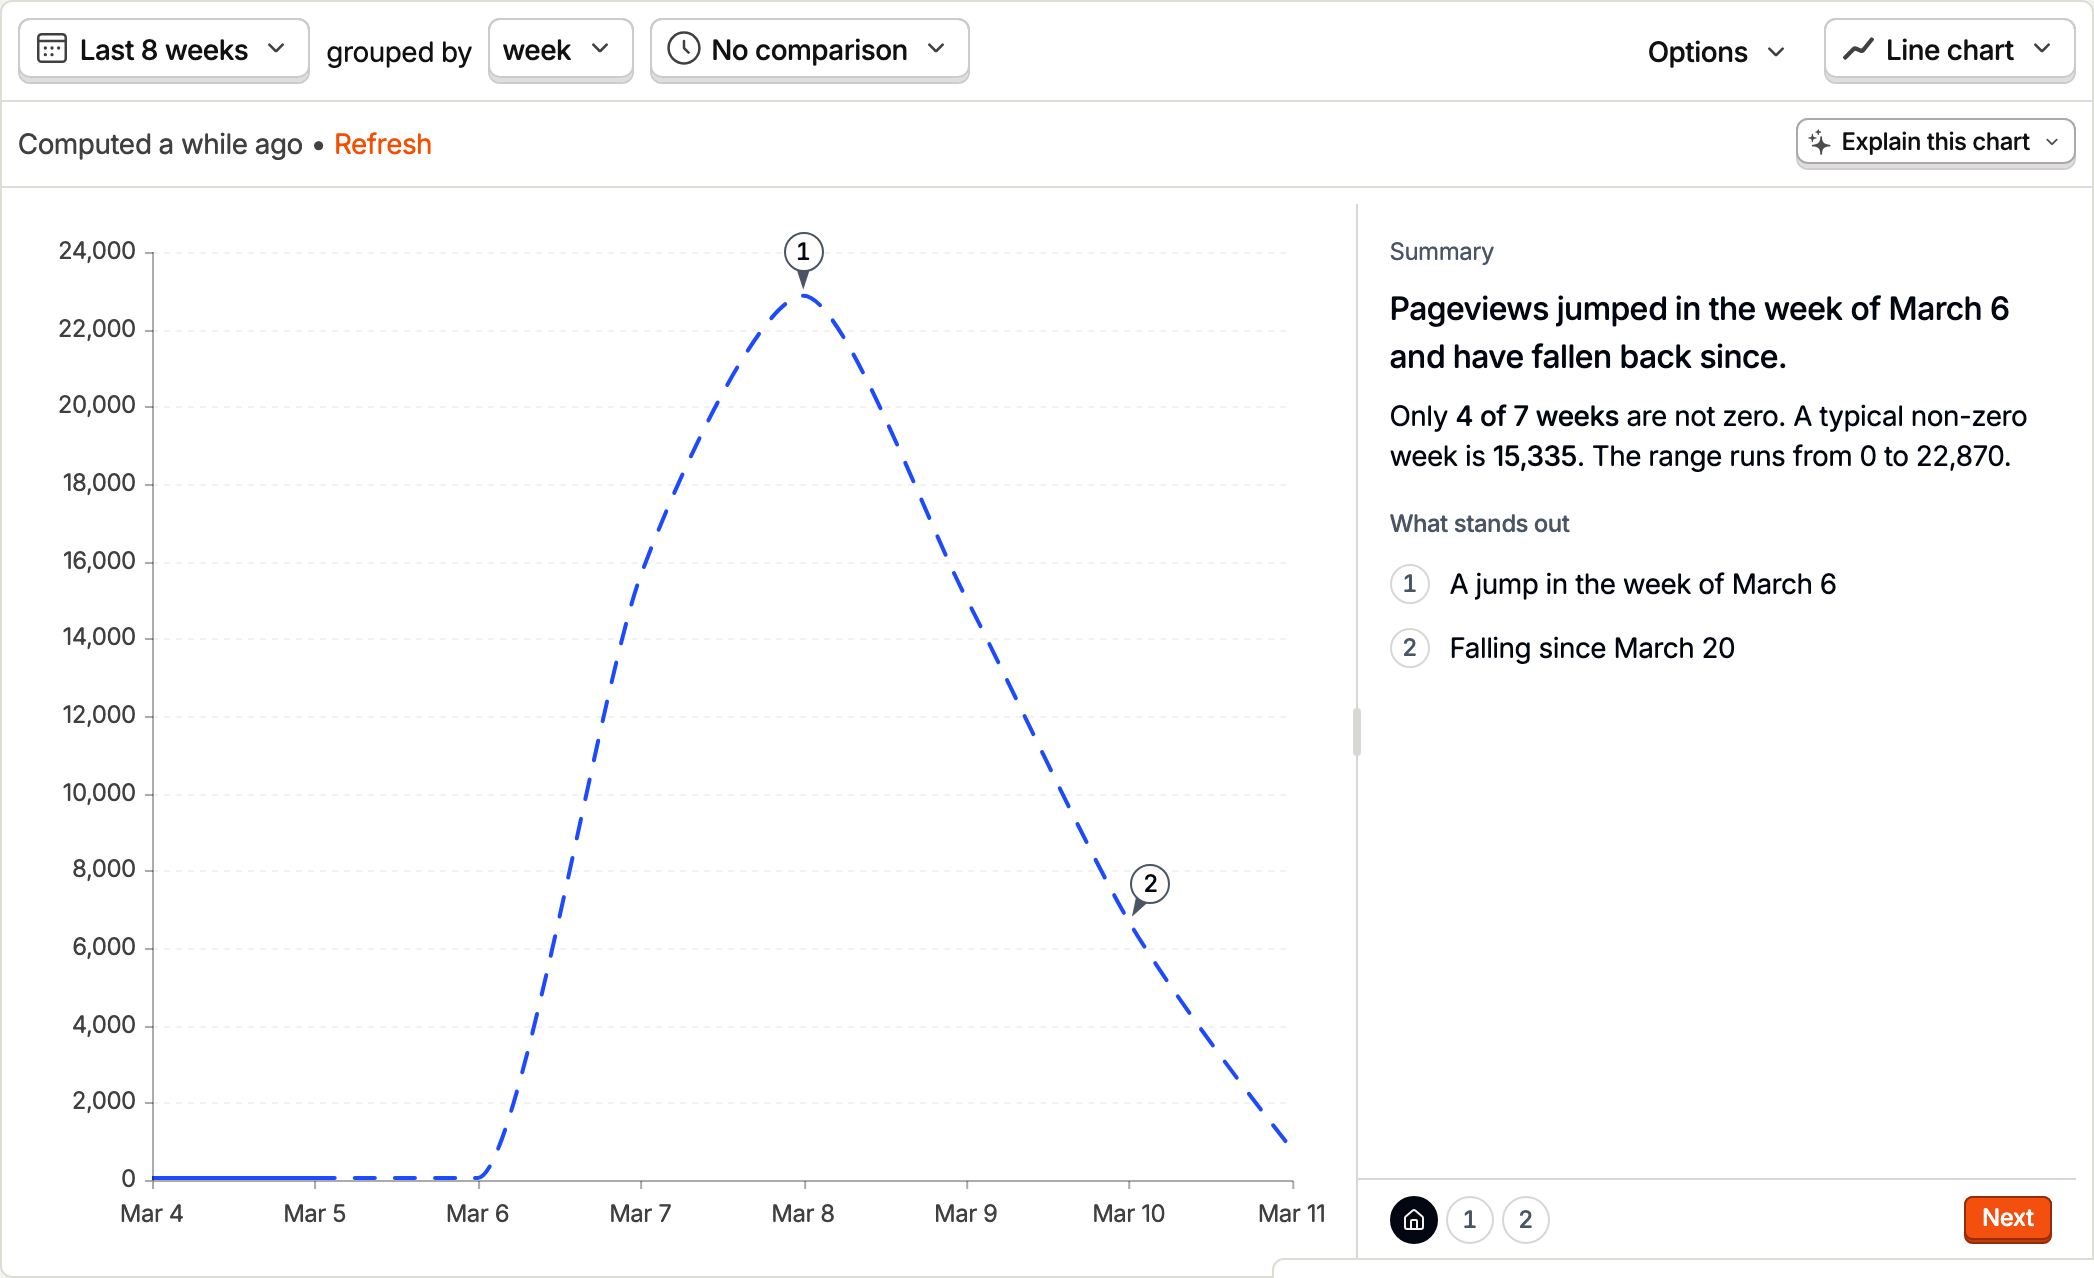 Last 8 weeks grouped by week No comparison Options Line chart
Computed a while ago • Refresh
Explain this chart
24,000
22,000
20,000
18,000
16,000
14,000
12,000
10,000
8,000
6,000
4,000
2,000
0
Mar 4 Mar 5 Mar 6 Mar 7 Mar 8 Mar 9 Mar 10 Mar 11
1
2
Summary
Pageviews jumped in the week of March 6
and have fallen back since.
Only 4 of 7 weeks are not zero. A typical non-zero
week is 15,335. The range runs from 0 to 22,870.
What stands out
1 A jump in the week of March 6
2 Falling since March 20
1 2 Next